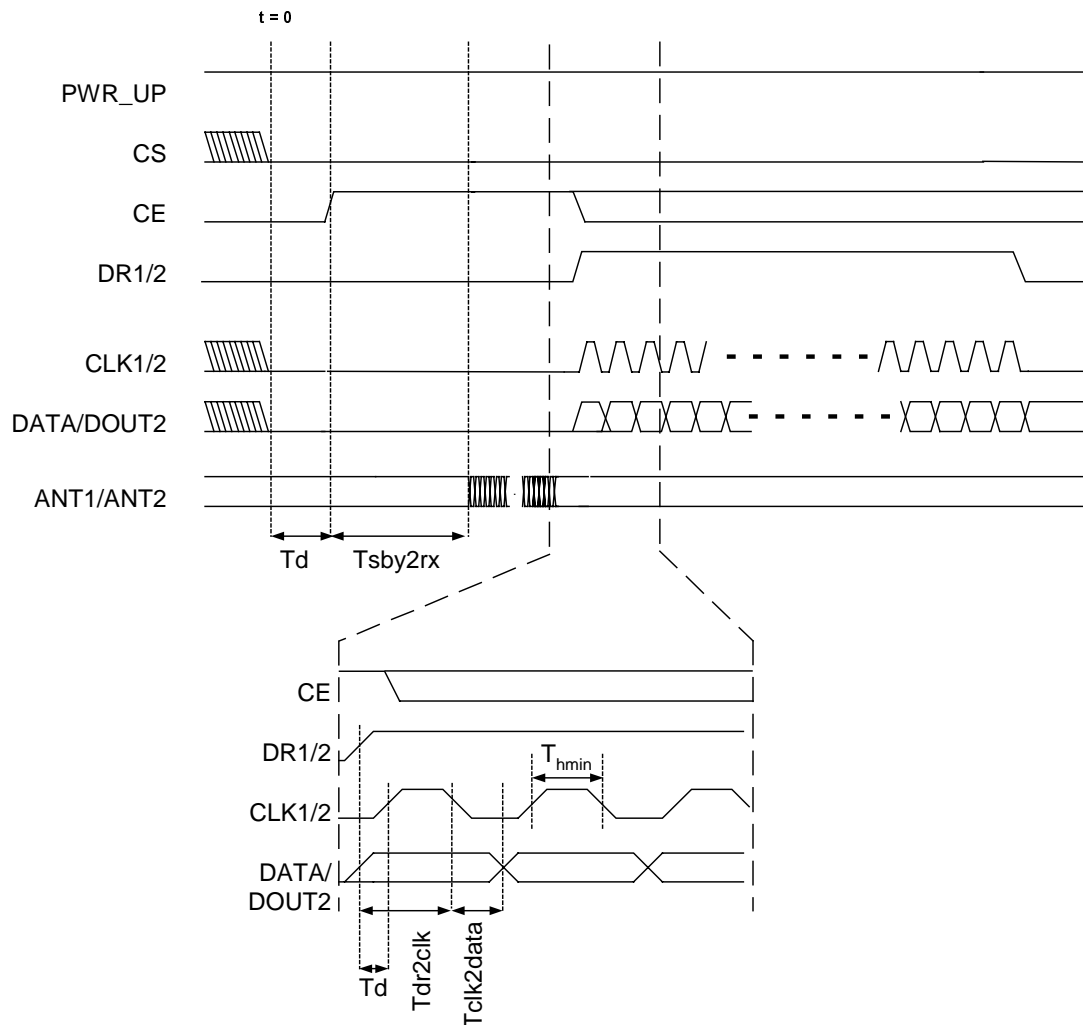 t = 0
PWR_UP
CS
CE
DR1/2
CLK1/2
DATA/DOUT2
ANT1/ANT2
Td
Tsby2rx
CE
DR1/2
Thmin
CLK1/2
DATA/
DOUT2
Td
Tdr2clk
Tclk2data